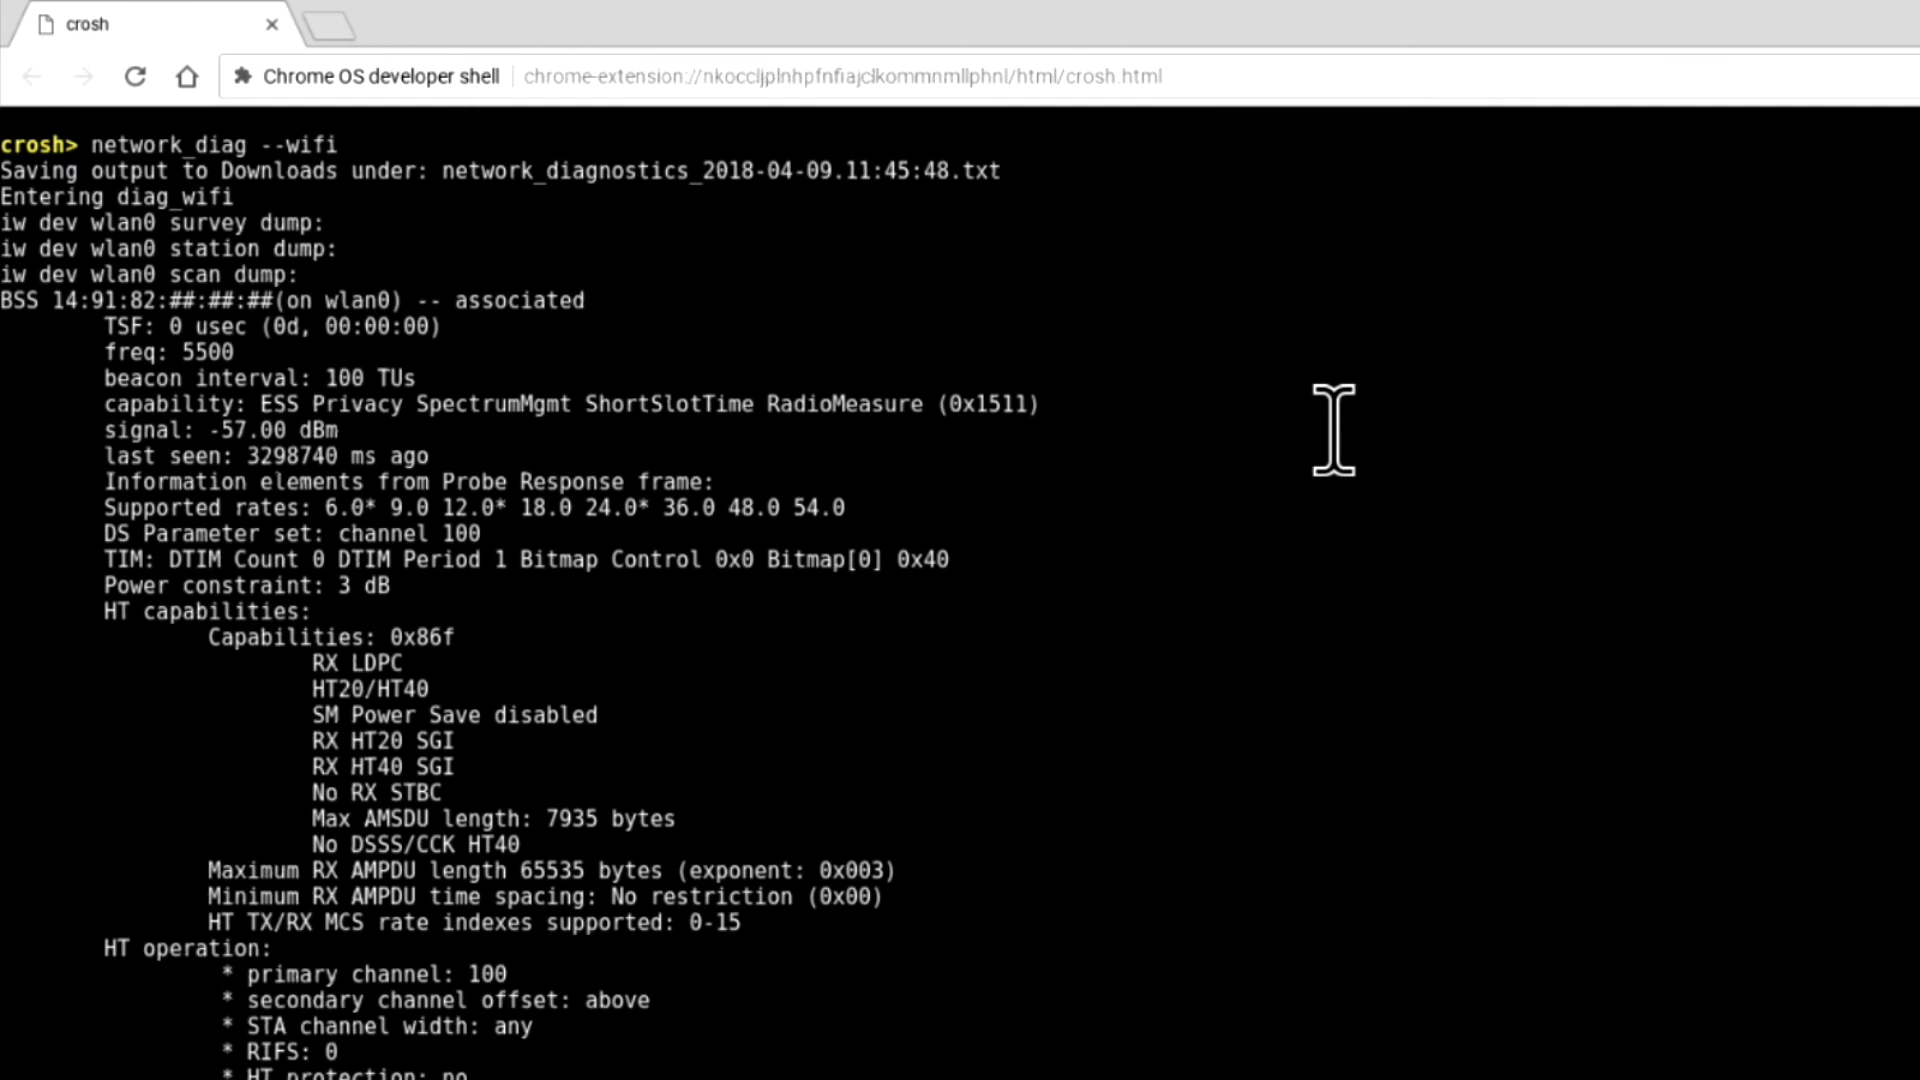 crosh
Chrome OS developer shell chrome-extension://nkoccljplnhpfnfiajclkommnmllphnl/html/crosh.html
crosh> network_diag --wifi
Saving output to Downloads under: network_diagnostics_2018-04-09.11:45:48.txt
Entering diag_wifi
iw dev wlan0 survey dump:
iw dev wlan0 station dump:
iw dev wlan0 scan dump:
BSS 14:91:82:##:##:##(on wlan0) -- associated
TSF: 0 usec (0d, 00:00:00)
freq: 5500
beacon interval: 100 TUs
capability: ESS Privacy SpectrumMgmt ShortSlotTime RadioMeasure (0x1511)
signal: -57.00 dBm
last seen: 3298740 ms ago
Information elements from Probe Response frame:
Supported rates: 6.0* 9.0 12.0* 18.0 24.0* 36.0 48.0 54.0
DS Parameter set: channel 100
TIM: DTIM Count 0 DTIM Period 1 Bitmap Control 0x0 Bitmap[0] 0x40
Power constraint: 3 dB
HT capabilities:
Capabilities: 0x86f
RX LDPC
HT20/HT40
SM Power Save disabled
RX HT20 SGI
RX HT40 SGI
No RX STBC
Max AMSDU length: 7935 bytes
No DSSS/CCK HT40
Maximum RX AMPDU length 65535 bytes (exponent: 0x003)
Minimum RX AMPDU time spacing: No restriction (0x00)
HT TX/RX MCS rate indexes supported: 0-15
HT operation:
* primary channel: 100
* secondary channel offset: above
* STA channel width: any
* RIFS: 0
* HT protection: no